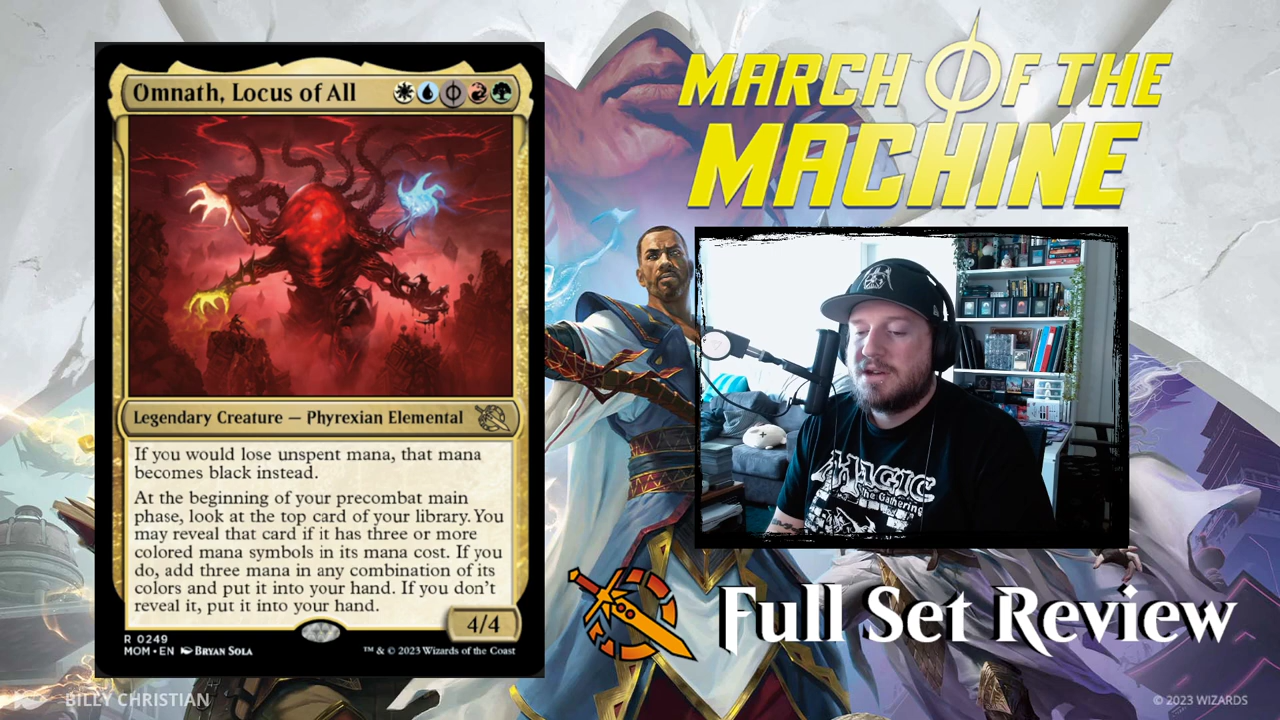 Omnath, Locus of All
Legendary Creature — Phyrexian Elemental
If you would lose unspent mana, that mana
becomes black instead.
At the beginning of your precombat main
phase, look at the top card of your library. You
may reveal that card if it has three or more
colored mana symbols in its mana cost. If you
do, add three mana in any combination of its
colors and put it into your hand. If you don't
reveal it, put it into your hand.
4/4
R 0249
MOM • EN BRYAN SOLA
™ & © 2023 Wizards of the Coast
BILLY CHRISTIAN
MARCH OF THE
MACHINE
MAGIC
The Gathering
Full Set Review
© 2023 WIZARDS